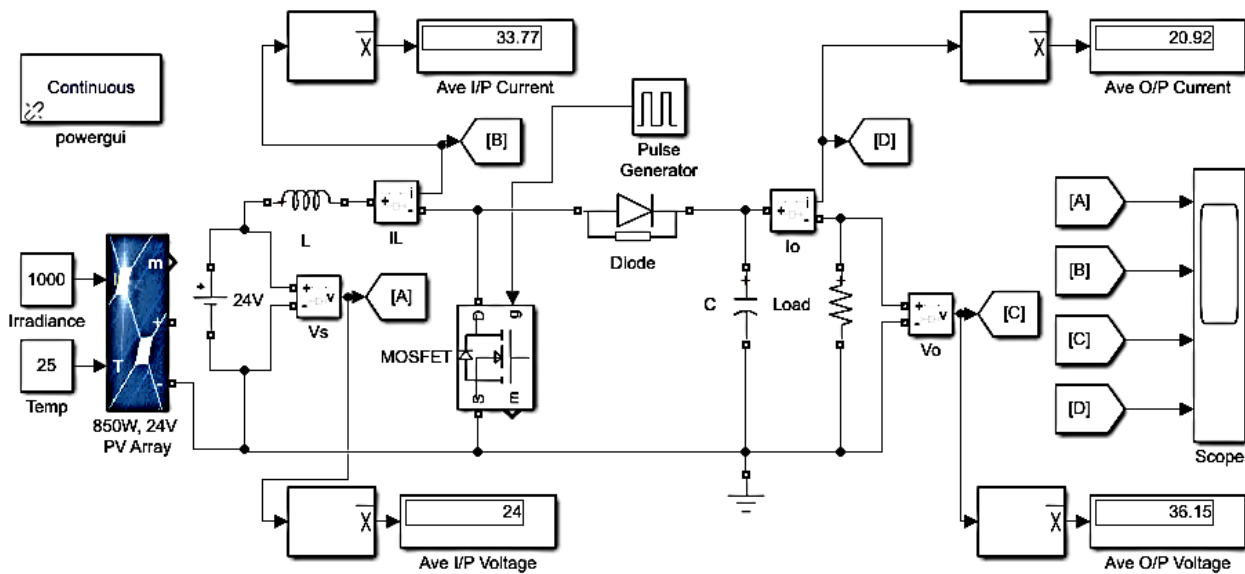 33.77
Ave I/P Current
20.92
Ave O/P Current
Continuous
powergui
[B]
Pulse
Generator
[D]
i
+
-
IL
L
Diode
i
+
-
Io
[A]
[B]
[C]
[D]
Scope
1000
Irradiance
25
Temp
m
I
T
+
-
850W, 24V
PV Array
+
24V
+
-
v
Vs
[A]
MOSFET
D
g
S
m
+
C
Load
+
+
-
v
Vo
[C]
24
Ave I/P Voltage
36.15
Ave O/P Voltage
X
X
X
X